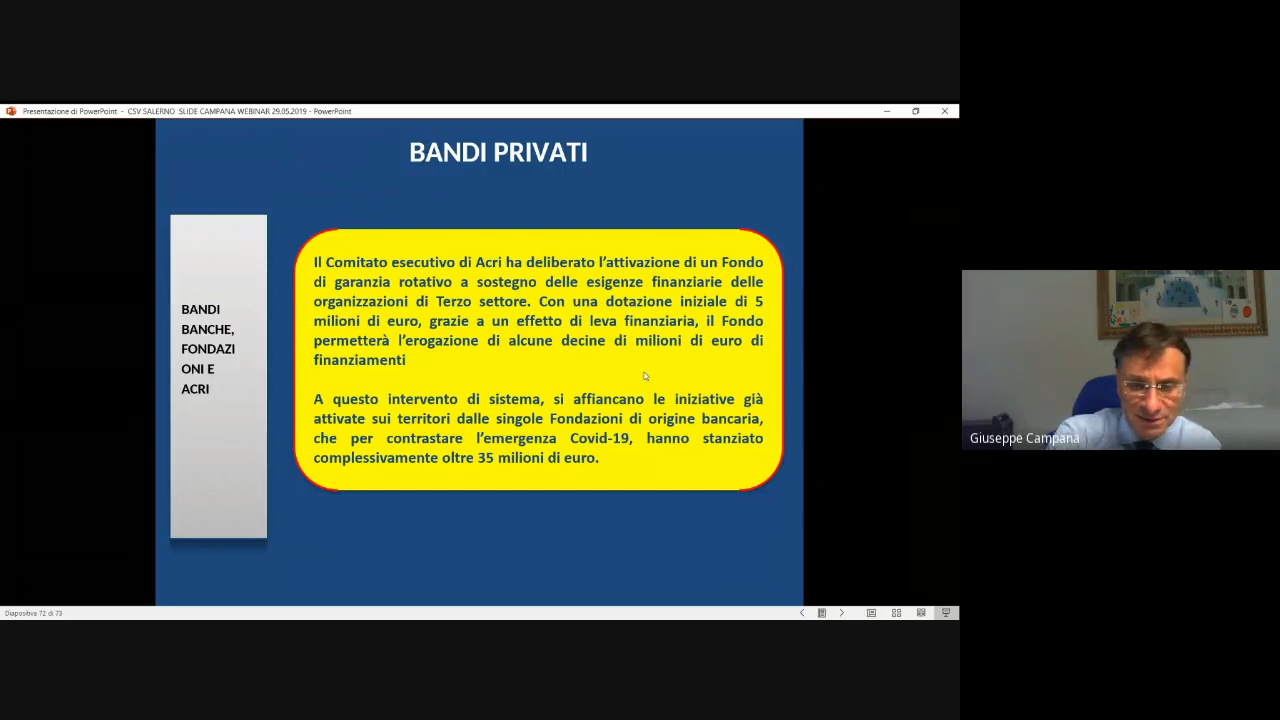 Presentazione di PowerPoint - CSV SALERNO SLIDE CAMPANA WEBINAR 29.05.2019 - PowerPoint
BANDI PRIVATI
BANDI
BANCHE,
FONDAZI
ONI E
ACRI
Il Comitato esecutivo di Acri ha deliberato l’attivazione di un Fondo
di garanzia rotativo a sostegno delle esigenze finanziarie delle
organizzazioni di Terzo settore. Con una dotazione iniziale di 5
milioni di euro, grazie a un effetto di leva finanziaria, il Fondo
permetterà l’erogazione di alcune decine di milioni di euro di
finanziamenti
A questo intervento di sistema, si affiancano le iniziative già
attivate sui territori dalle singole Fondazioni di origine bancaria,
che per contrastare l’emergenza Covid-19, hanno stanziato
complessivamente oltre 35 milioni di euro.
Giuseppe Campana
Diapositiva 72 di 73